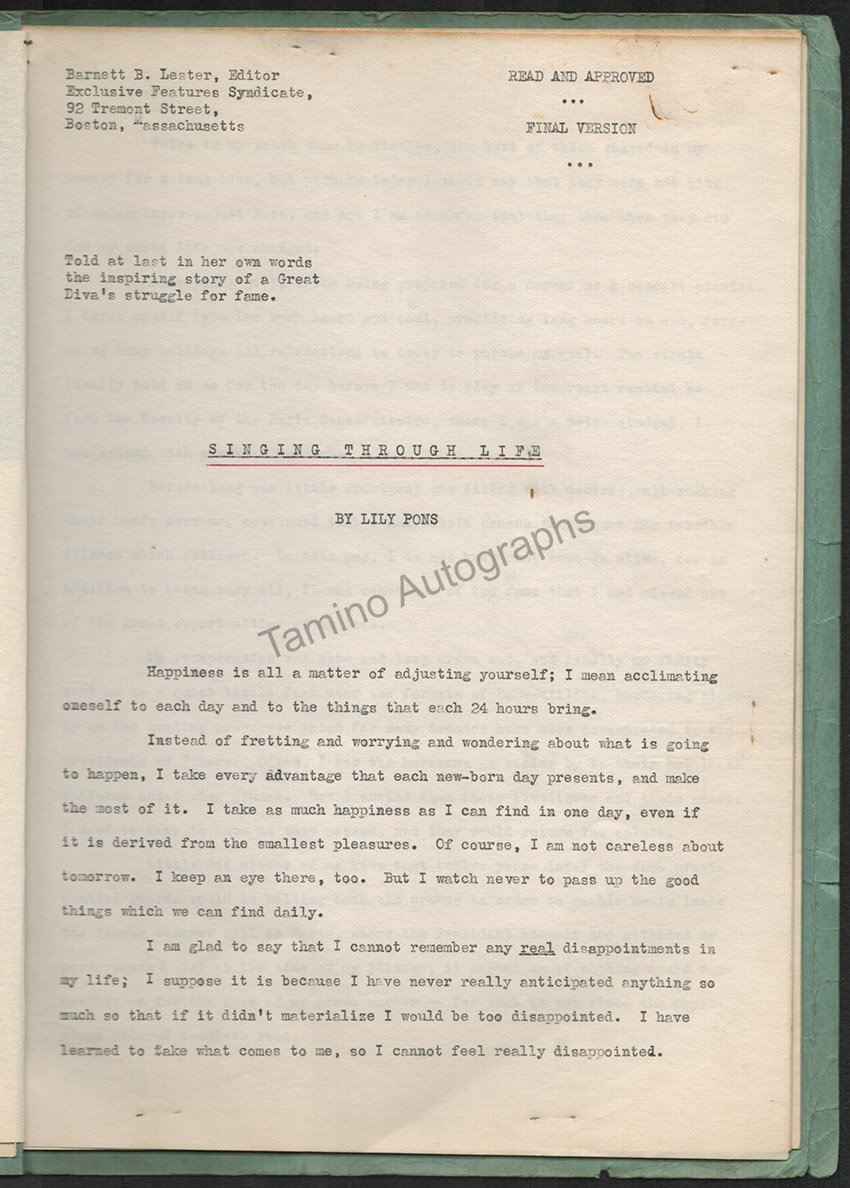 Barnett B. Lester, Editor
Exclusive Features Syndicate,
92 Tremont Street,
Boston, Massachusetts
READ AND APPROVED
...
FINAL VERSION
...
Told at last in her own words
the inspiring story of a Great
Diva's struggle for fame.
SINGING THROUGH LIFE
BY LILY PONS
Tamino Autographs
Happiness is all a matter of adjusting yourself; I mean acclimating
oneself to each day and to the things that each 24 hours bring.
Instead of fretting and worrying and wondering about what is going
to happen, I take every advantage that each new-born day presents, and make
the most of it. I take as much happiness as I can find in one day, even if
it is derived from the smallest pleasures. Of course, I am not careless about
tomorrow. I keep an eye there, too. But I watch never to pass up the good
things which we can find daily.
I am glad to say that I cannot remember any real disappointments in
my life; I suppose it is because I have never really anticipated anything so
much so that if it didn't materialize I would be too disappointed. I have
learned to take what comes to me, so I cannot feel really disappointed.